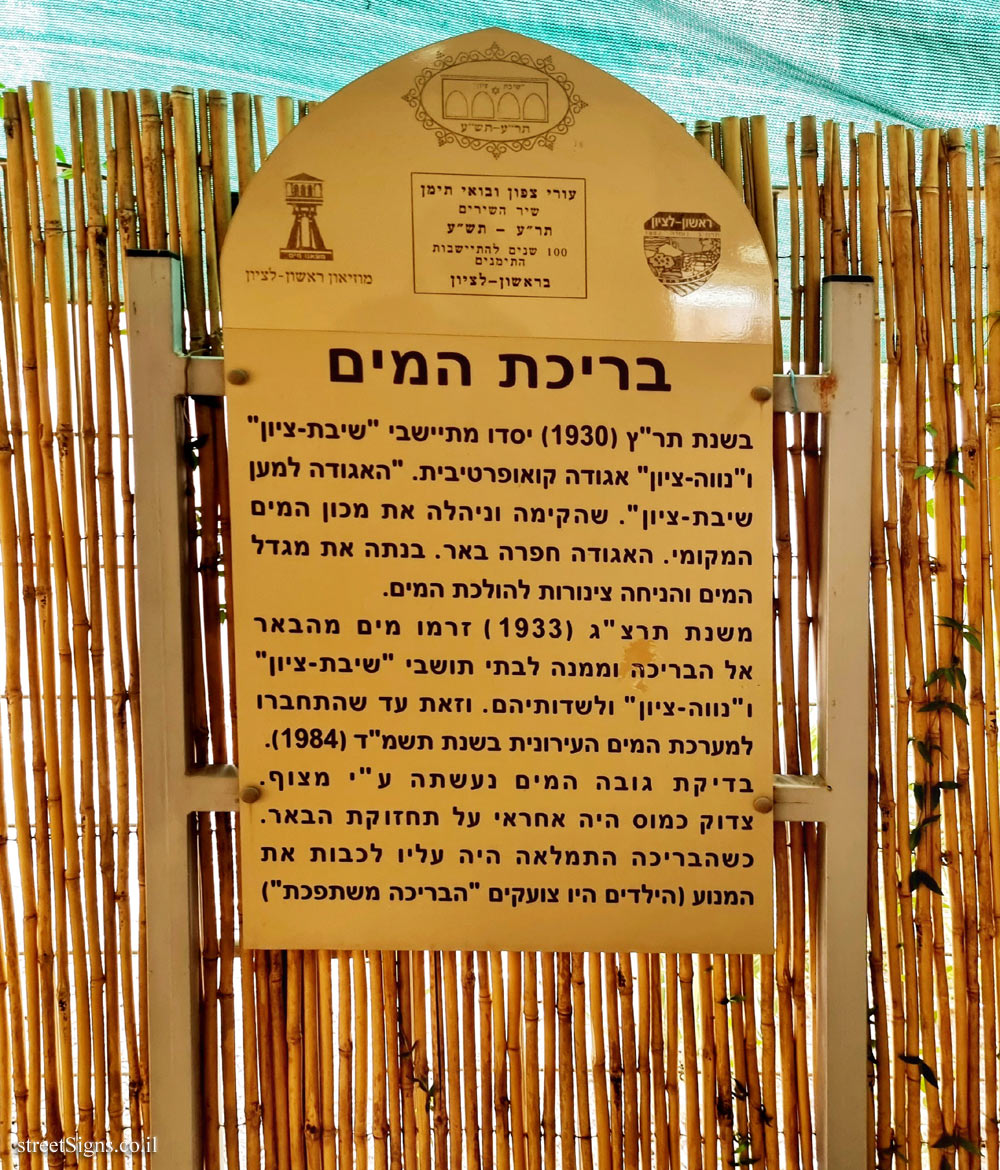 "שיבת ציון"
תר"ע-תש"ע
עורי צפון ובואי תימן
שיר השירים
תר"ע - תש"ע
100 שנים להתיישבות
התימנים
בראשון-לציון
מוזיאון ראשון-לציון
ראשון-לציון
בריכת המים
בשנת תר"ץ (1930) יסדו מתיישבי "שיבת-ציון"
ו"נווה-ציון" אגודה קואופרטיבית. "האגודה למען
שיבת-ציון". שהקימה וניהלה את מכון המים
המקומי. האגודה חפרה באר. בנתה את מגדל
המים והניחה צינורות להולכת המים.
משנת תרצ"ג (1933) זרמו מים מהבאר
אל הבריכה וממנה לבתי תושבי "שיבת-ציון"
ו"נווה-ציון" ולשדותיהם. וזאת עד שהתחברו
למערכת המים העירונית בשנת תשמ"ד (1984).
בדיקת גובה המים נעשתה ע"י מצוף.
צדוק כמוס היה אחראי על תחזוקת הבאר.
כשהבריכה התמלאה היה עליו לכבות את
המנוע (הילדים היו צועקים "הבריכה משתפכת")
streetSigns.co.il